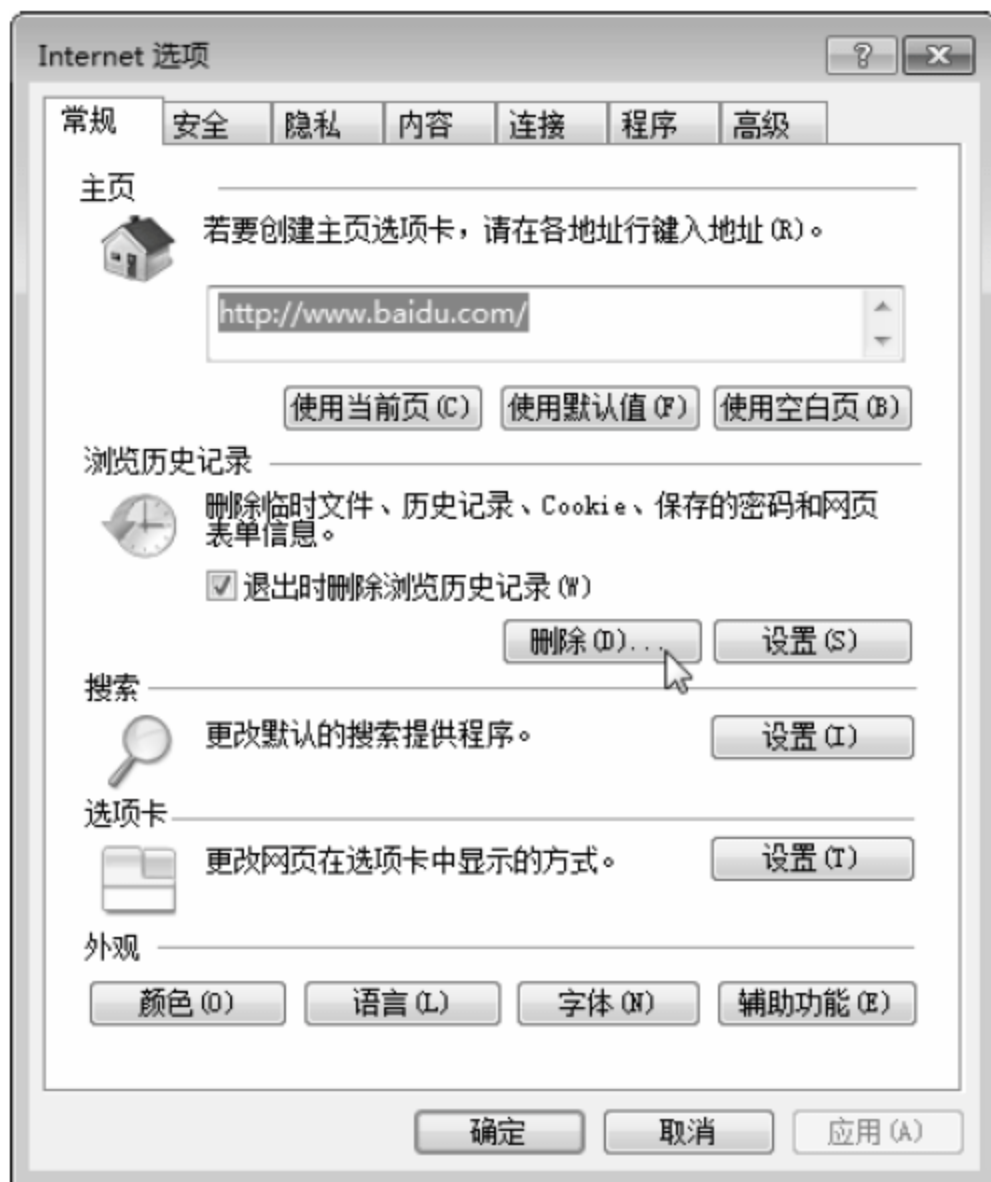 Internet 选项
常规 安全 隐私 内容 连接 程序 高级
主页
若要创建主页选项卡，请在各地址行键入地址(R)。
http://www.baidu.com/
使用当前页(C) 使用默认值(F) 使用空白页(B)
浏览历史记录
删除临时文件、历史记录、Cookie、保存的密码和网页
表单信息。
退出时删除浏览历史记录(W)
删除(D)... 设置(S)
搜索
更改默认的搜索提供程序。 设置(I)
选项卡
更改网页在选项卡中显示的方式。 设置(T)
外观
颜色(O) 语言(L) 字体(N) 辅助功能(E)
确定 取消 应用(A)